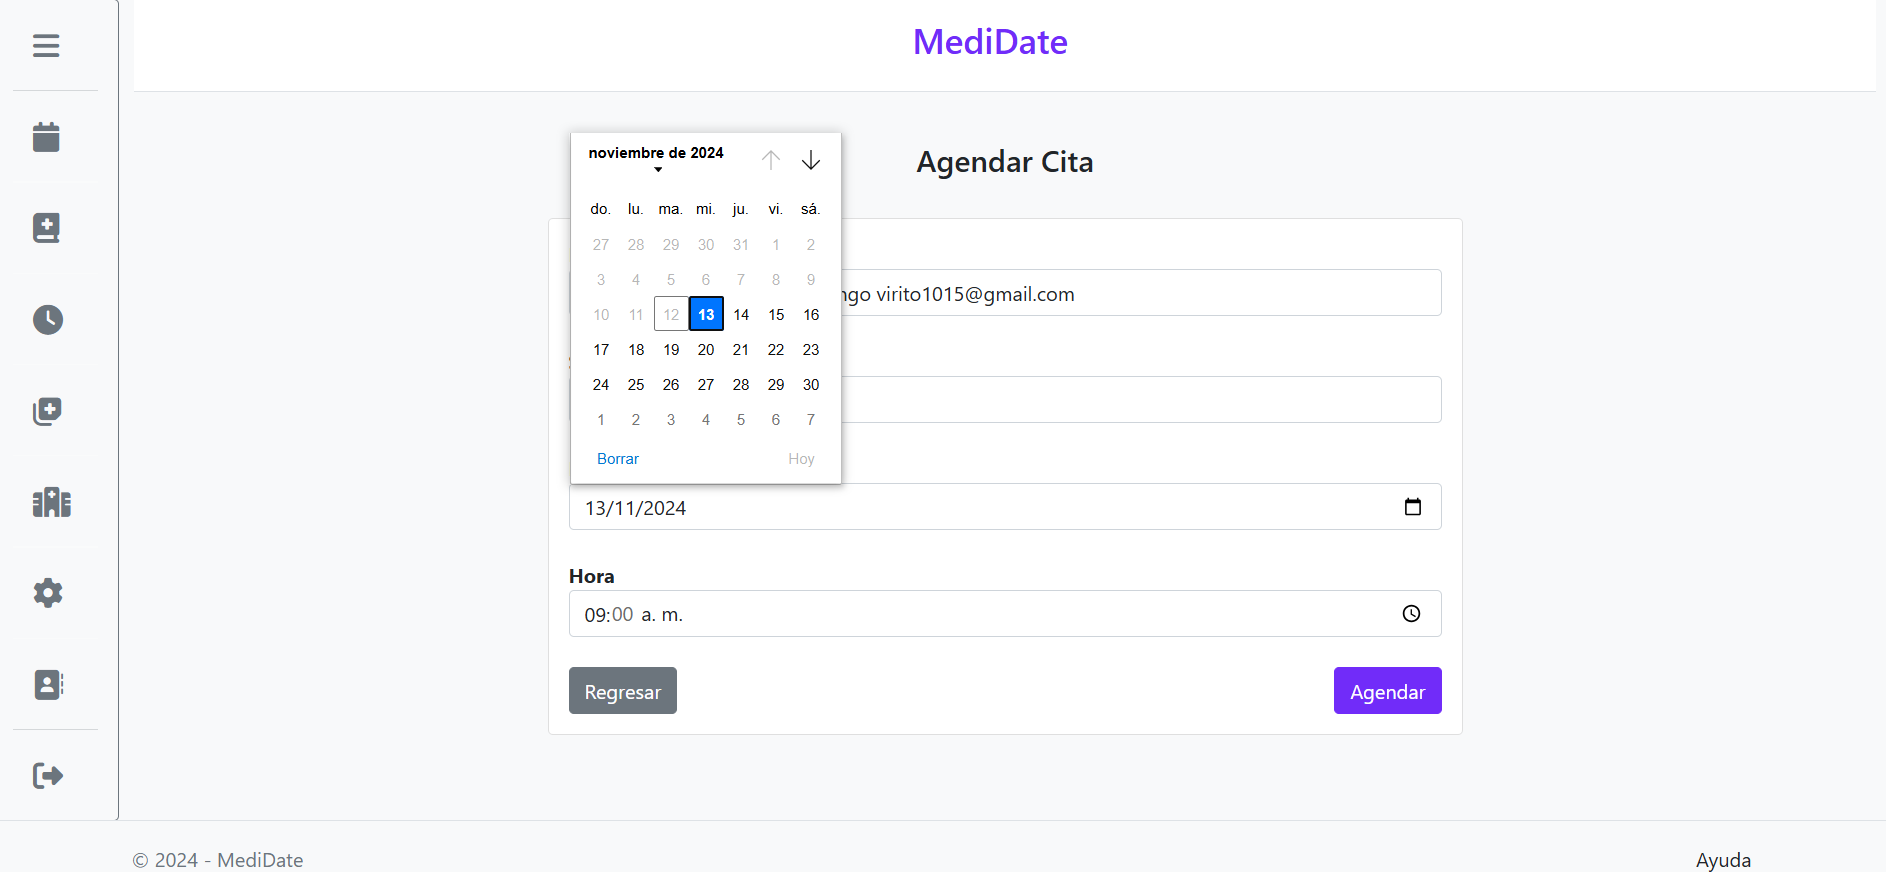 MediDate
Agendar Cita
noviembre de 2024
do. lu. ma. mi. ju. vi. sá.
27 28 29 30 31 1 2
3 4 5 6 7 8 9
10 11 12 13 14 15 16
17 18 19 20 21 22 23
24 25 26 27 28 29 30
1 2 3 4 5 6 7
Borrar Hoy
virito1015@gmail.com
13/11/2024
Hora
09:00 a. m.
Regresar Agendar
© 2024 - MediDate Ayuda